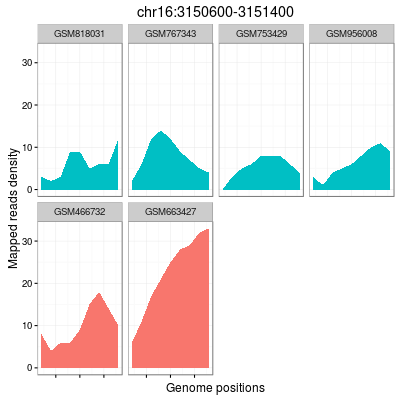 chr16:3150600-3151400
GSM818031 GSM767343 GSM753429 GSM956008
30
20
10
0
GSM466732 GSM663427
30
20
10
0
Mapped reads density
Genome positions